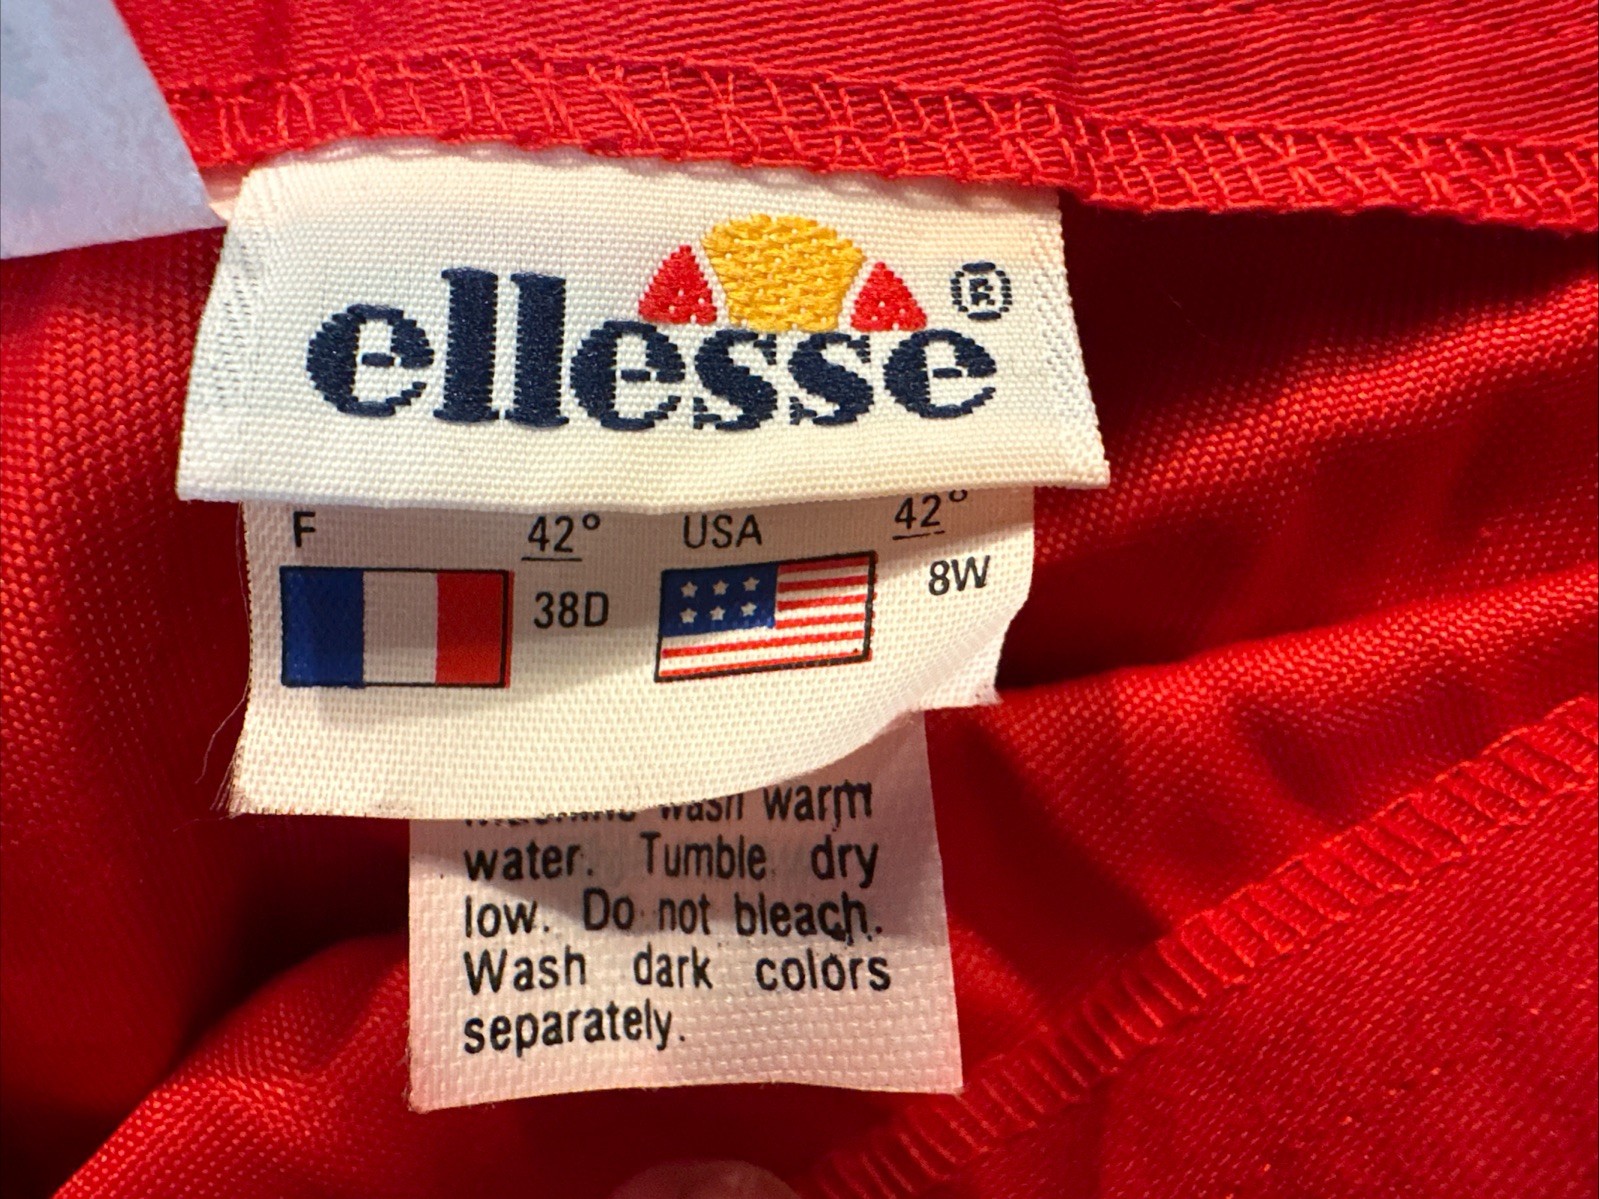 ellesse®
F 42° USA 42°
38D 8W
wash warm
water. Tumble dry
low. Do not bleach.
Wash dark colors
separately.